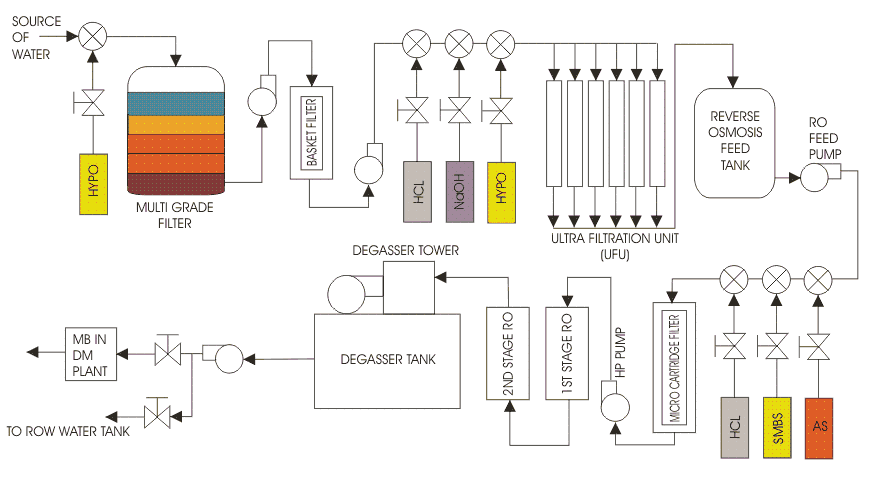 SOURCE
OF
WATER
HYPO
MULTI GRADE
FILTER
BASKET FILTER
HCL
NaOH
HYPO
ULTRA FILTRATION UNIT
(UFU)
REVERSE
OSMOSIS
FEED
TANK
RO
FEED
PUMP
DEGASSER TOWER
DEGASSER TANK
2ND STAGE RO
1ST STAGE RO
HP PUMP
MICRO CARTRIDGE FILTER
HCL
SMBS
AS
MB IN
DM
PLANT
TO ROW WATER TANK